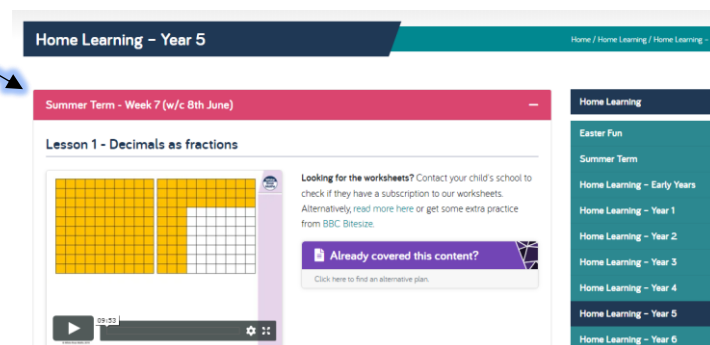 Home Learning – Year 5
Home / Home Learning / Home Learning –
Summer Term - Week 7 (w/c 8th June)
Lesson 1 - Decimals as fractions
Looking for the worksheets? Contact your child's school to
check if they have a subscription to our worksheets.
Alternatively, read more here or get some extra practice
from BBC Bitesize.
Already covered this content?
Click here to find an alternative plan.
09:53
Home Learning
Easter Fun
Summer Term
Home Learning – Early Years
Home Learning – Year 1
Home Learning – Year 2
Home Learning – Year 3
Home Learning – Year 4
Home Learning – Year 5
Home Learning – Year 6